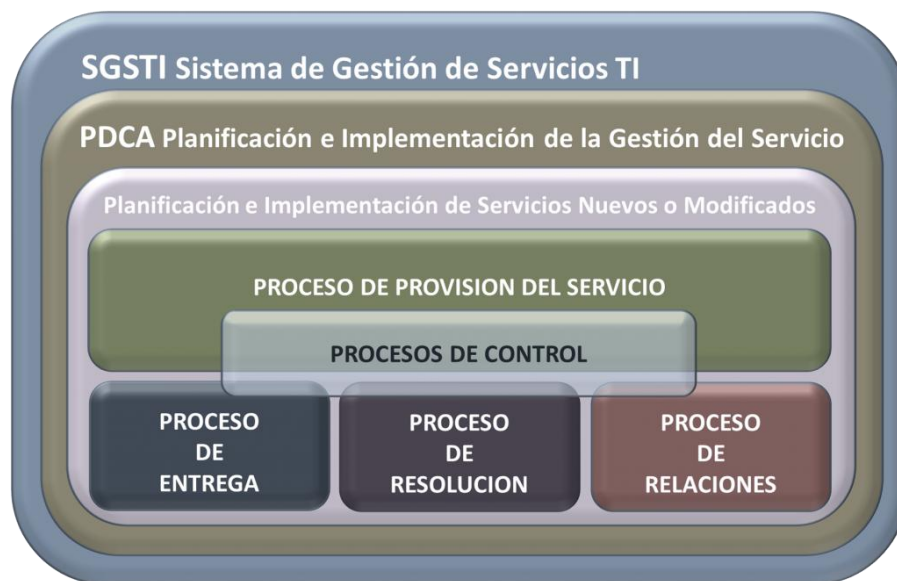 SGSTI Sistema de Gestión de Servicios TI
PDCA Planificación e Implementación de la Gestión del Servicio
Planificación e Implementación de Servicios Nuevos o Modificados
PROCESO DE PROVISION DEL SERVICIO
PROCESOS DE CONTROL
PROCESO
DE
ENTREGA
PROCESO
DE
RESOLUCION
PROCESO
DE
RELACIONES